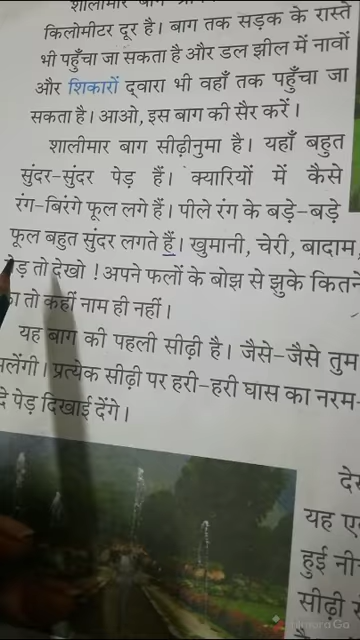 शालीमार बाग
किलोमीटर दूर है। बाग तक सड़क के रास्ते
भी पहुँचा जा सकता है और डल झील में नावों
और शिकारों द्वारा भी वहाँ तक पहुँचा जा
सकता है। आओ, इस बाग की सैर करें।
शालीमार बाग सीढ़ीनुमा है। यहाँ बहुत
सुंदर-सुंदर पेड़ हैं। क्यारियों में कैसे
रंग-बिरंगे फूल लगे हैं। पीले रंग के बड़े-बड़े
फूल बहुत सुंदर लगते हैं। खुमानी, चेरी, बादाम,
तो देखो ! अपने फलों के बोझ से झुके कितने
तो कहीं नाम ही नहीं।
यह बाग की पहली सीढ़ी है। जैसे-जैसे तुम
प्रत्येक सीढ़ी पर हरी-हरी घास का नरम-
पेड़ दिखाई देंगे।
यह
हुई
सीढ़ी